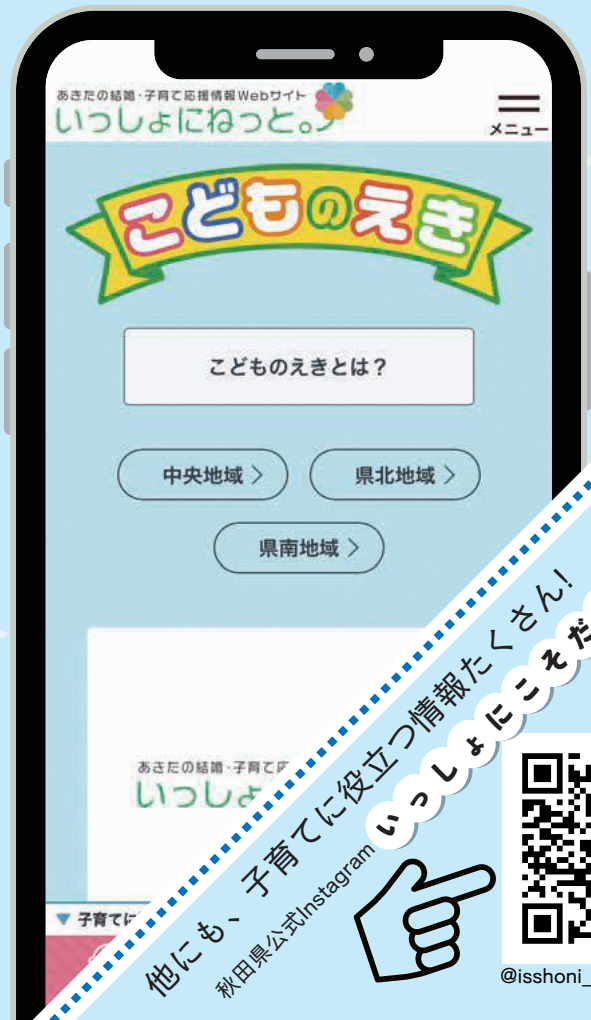 あきたの結婚・子育て応援情報Webサイト
いっしょにねっと。
メニュー
こどものえき
こどものえきとは？
中央地域 >
県北地域 >
県南地域 >
あきたの結婚・子育て
いっしょ
▼ 子育てに
他にも、子育てに役立つ情報たくさん!
秋田県公式Instagram
いっしょにこそだ
@isshoni_